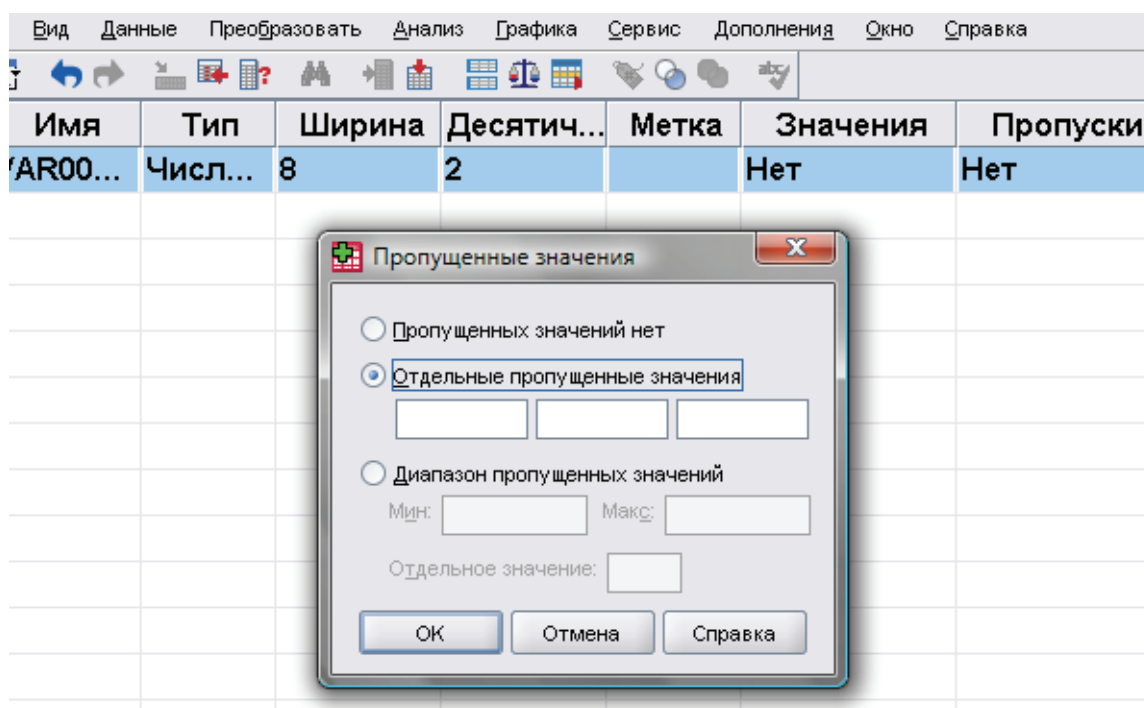 Вид Данные Преобразовать Анализ Графика Сервис Дополнения Окно Справка
Имя Тип Ширина Десятич... Метка Значения Пропуски
VAR00... Числ... 8 2 Нет Нет
Пропущенные значения
Пропущенных значений нет
Отдельные пропущенные значения
Диапазон пропущенных значений
Мин: Макс:
Отдельное значение:
ОК Отмена Справка